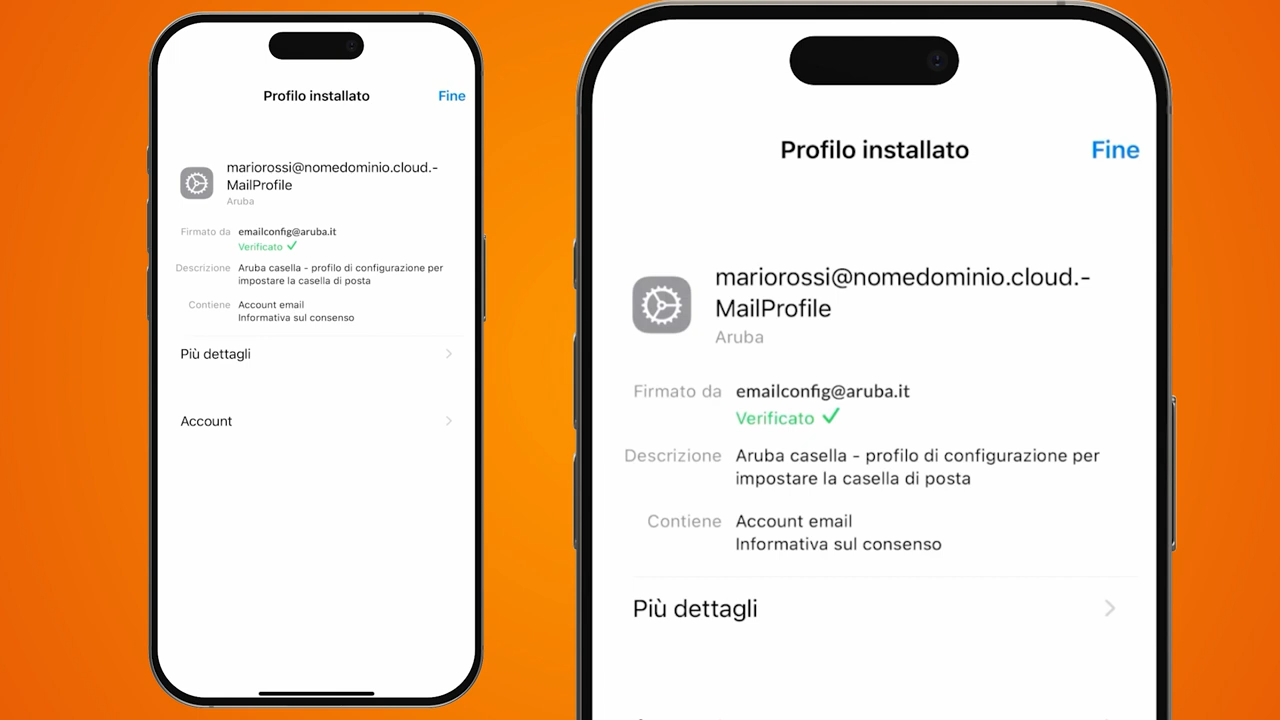 Profilo installato
Fine
mariorossi@nomedominio.cloud.-
MailProfile
Aruba
Firmato da emailconfig@aruba.it
Verificato ✓
Descrizione Aruba casella - profilo di configurazione per
impostare la casella di posta
Contiene Account email
Informativa sul consenso
Più dettagli
Account
Profilo installato
Fine
mariorossi@nomedominio.cloud.-
MailProfile
Aruba
Firmato da emailconfig@aruba.it
Verificato ✓
Descrizione Aruba casella - profilo di configurazione per
impostare la casella di posta
Contiene Account email
Informativa sul consenso
Più dettagli